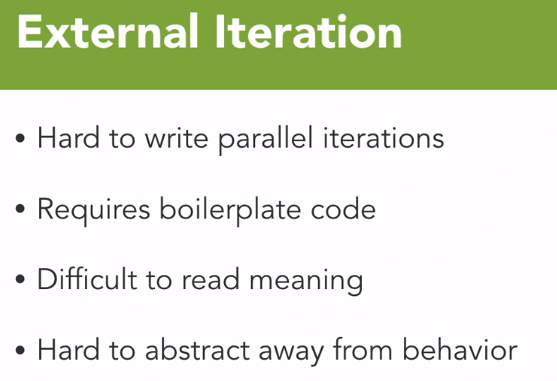 External Iteration
• Hard to write parallel iterations
• Requires boilerplate code
• Difficult to read meaning
• Hard to abstract away from behavior